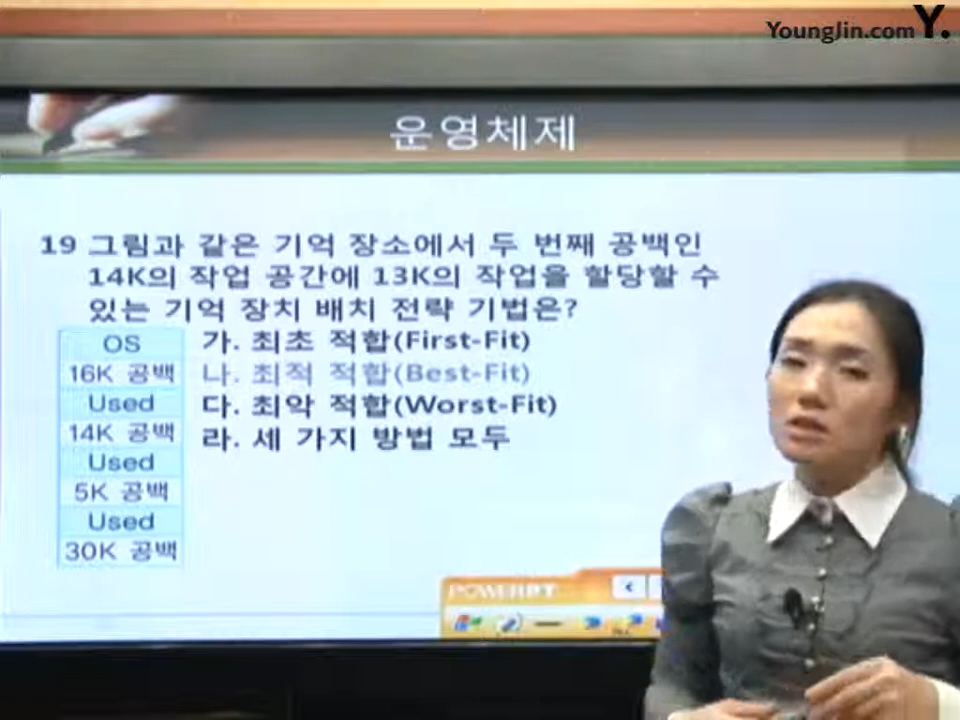 YoungJin.com Y.
운영체제
19 그림과 같은 기억 장소에서 두 번째 공백인
14K의 작업 공간에 13K의 작업을 할당할 수
있는 기억 장치 배치 전략 기법은?
OS
16K 공백
Used
14K 공백
Used
5K 공백
Used
30K 공백
가. 최초 적합(First-Fit)
나. 최적 적합(Best-Fit)
다. 최악 적합(Worst-Fit)
라. 세 가지 방법 모두
POWERPT